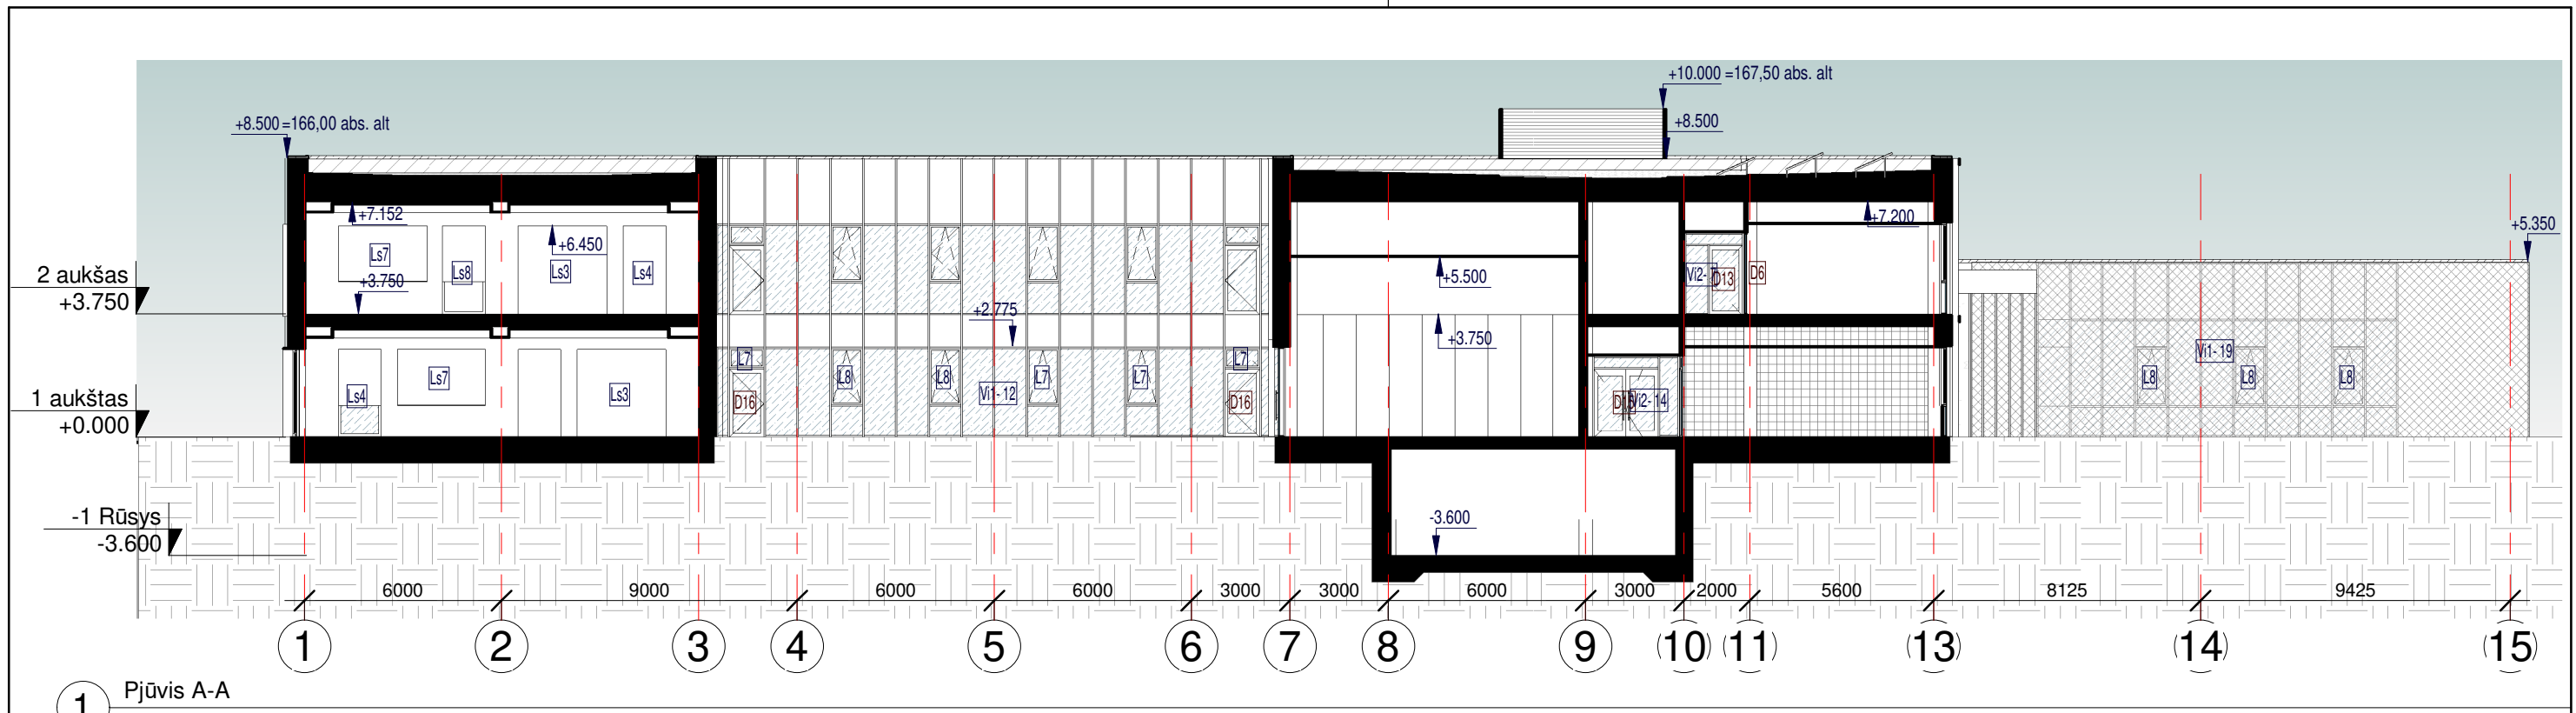 +10.000 =167,50 abs. alt
+8.500 =166,00 abs. alt
+8.500
+7.152
+7.200
+6.450
+5.350
Ls7
Ls8
Ls3
Ls4
+3.750
+5.500
D13
D6
2 aukšas
+3.750
+2.775
+3.750
L7
L7
Vi1- 19
Ls4
Ls7
Ls3
D16
L8
L8
Vi1- 12
L7
L7
D16
Vi2- 14
L8
L8
L8
1 aukštas
+0.000
-1 Rūsys
-3.600
-3.600
6000
9000
6000
6000
3000
3000
6000
3000
2000
5600
8125
9425
1
2
3
4
5
6
7
8
9
10
11
13
14
15
1
Pjūvis A-A